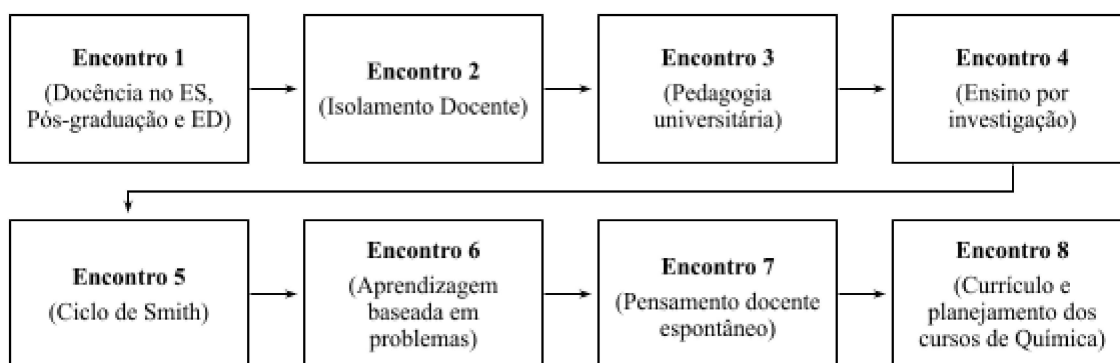 Encontro 1
(Docência no ES,
Pós-graduação e ED)
Encontro 2
(Isolamento Docente)
Encontro 3
(Pedagogia
universitária)
Encontro 4
(Ensino por
investigação)
Encontro 5
(Ciclo de Smith)
Encontro 6
(Aprendizagem
baseada em
problemas)
Encontro 7
(Pensamento docente
espontâneo)
Encontro 8
(Currículo e
planejamento dos
cursos de Química)